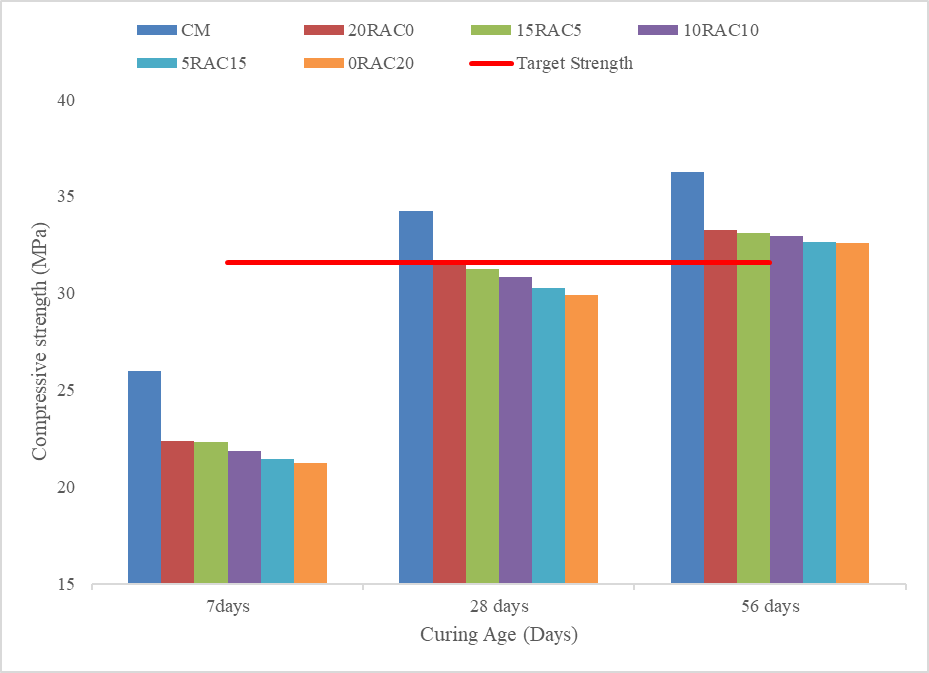 CM 20RAC0 15RAC5 10RAC10
5RAC15 0RAC20 Target Strength
40
35
30
25
20
15
Compressive strength (MPa)
7days 28 days 56 days
Curing Age (Days)